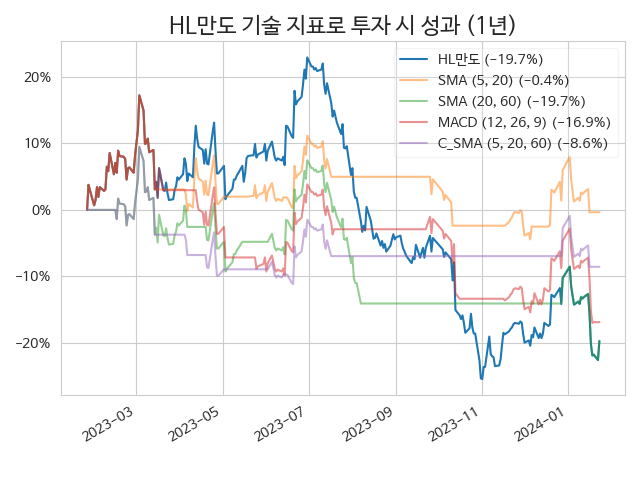 HL만도 기술 지표로 투자 시 성과 (1년)
HL만도 (−19.7%)
SMA (5, 20) (−0.4%)
SMA (20, 60) (−19.7%)
MACD (12, 26, 9) (−16.9%)
C_SMA (5, 20, 60) (−8.6%)
20%
10%
0%
−10%
−20%
2023−03
2023−05
2023−07
2023−09
2023−11
2024−01